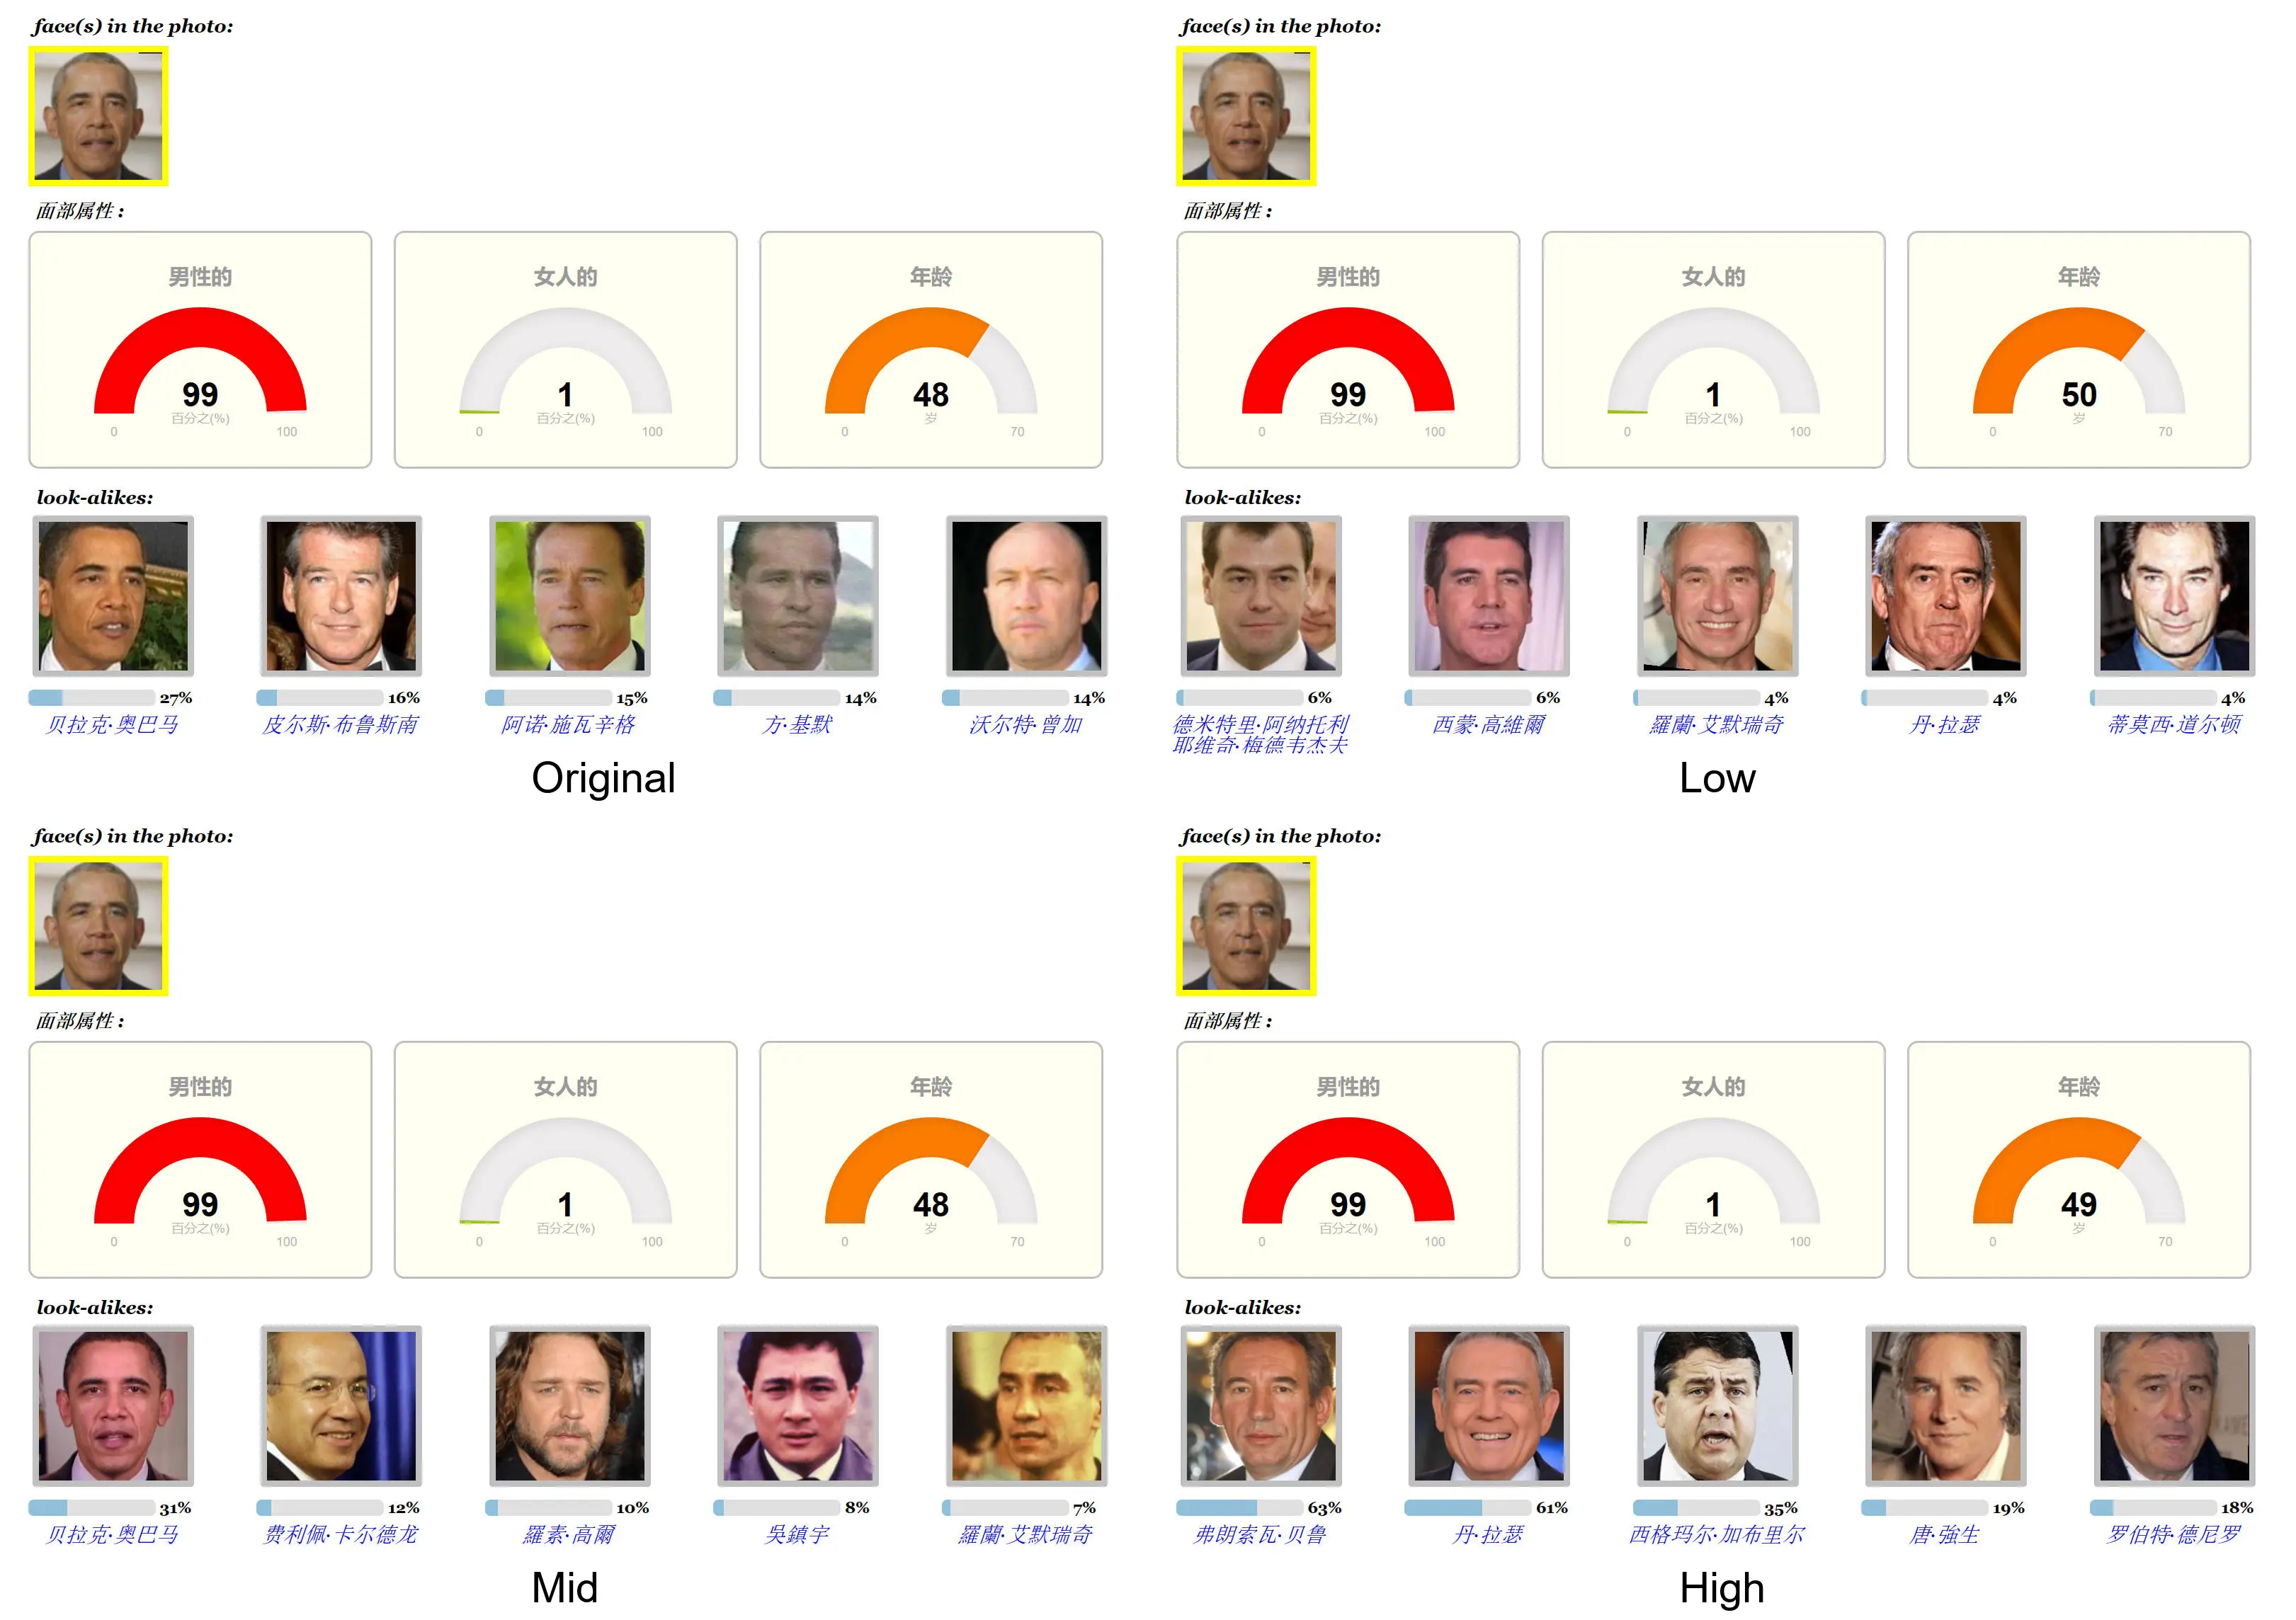 face(s) in the photo:
面部属性 :
男性的
99
百分之(%)
0
100
女人的
1
百分之(%)
0
100
年龄
48
岁
0
70
look-alikes:
27%
16%
15%
14%
14%
贝拉克·奥巴马
皮尔斯·布鲁斯南
阿诺·施瓦辛格
方·基默
沃尔特·曾加
Original
face(s) in the photo:
面部属性 :
男性的
99
百分之(%)
0
100
女人的
1
百分之(%)
0
100
年龄
50
岁
0
70
look-alikes:
6%
6%
4%
4%
4%
德米特里·阿纳托利
耶维奇·梅德韦杰夫
西蒙·高維爾
羅蘭·艾默瑞奇
丹·拉瑟
蒂莫西·道尔顿
Low
face(s) in the photo:
面部属性 :
男性的
99
百分之(%)
0
100
女人的
1
百分之(%)
0
100
年龄
48
岁
0
70
look-alikes:
31%
12%
10%
8%
7%
贝拉克·奥巴马
费利佩·卡尔德龙
羅素·高爾
吳鎮宇
羅蘭·艾默瑞奇
Mid
face(s) in the photo:
面部属性 :
男性的
99
百分之(%)
0
100
女人的
1
百分之(%)
0
100
年龄
49
岁
0
70
look-alikes:
63%
61%
35%
19%
18%
弗朗索瓦·贝鲁
丹·拉瑟
西格玛尔·加布里尔
唐·強生
罗伯特·德尼罗
High